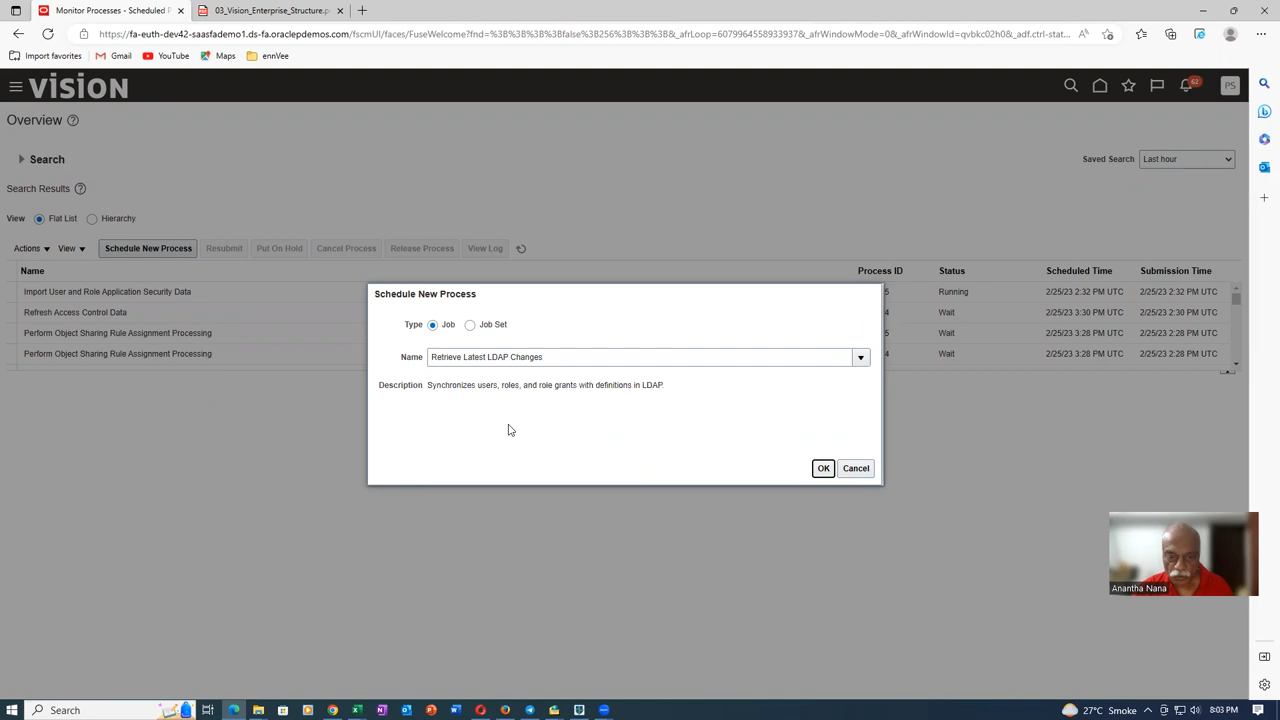 Monitor Processes - Scheduled P
03_Vision_Enterprise_Structure.p
https://fa-euth-dev42-saasfademo1.ds-fa.oraclepdemos.com/fscmUI/faces/FuseWelcome?fnd=%3B%3B%3B%3Bfalse%3B256%3B%3B%3B&_afrLoop=6079964558933937&_afrWindowMode=0&_afrWindowId=qvbkc02h0&_adf.ctrl-stat...
Import favorites
Gmail
YouTube
Maps
ennVee
VISION
62
PS
Overview
Search
Saved Search
Last hour
Search Results
View
Flat List
Hierarchy
Actions
View
Schedule New Process
Resubmit
Put On Hold
Cancel Process
Release Process
View Log
Name
Process ID
Status
Scheduled Time
Submission Time
Import User and Role Application Security Data
5
Running
2/25/23 2:32 PM UTC
2/25/23 2:32 PM UTC
Refresh Access Control Data
4
Wait
2/25/23 3:30 PM UTC
2/25/23 2:30 PM UTC
Perform Object Sharing Rule Assignment Processing
5
Wait
2/25/23 3:28 PM UTC
2/25/23 2:28 PM UTC
Perform Object Sharing Rule Assignment Processing
4
Wait
2/25/23 3:28 PM UTC
2/25/23 2:28 PM UTC
Schedule New Process
Type
Job
Job Set
Name
Retrieve Latest LDAP Changes
Description
Synchronizes users, roles, and role grants with definitions in LDAP.
OK
Cancel
Anantha Nana
Search
27°C Smoke
8:03 PM